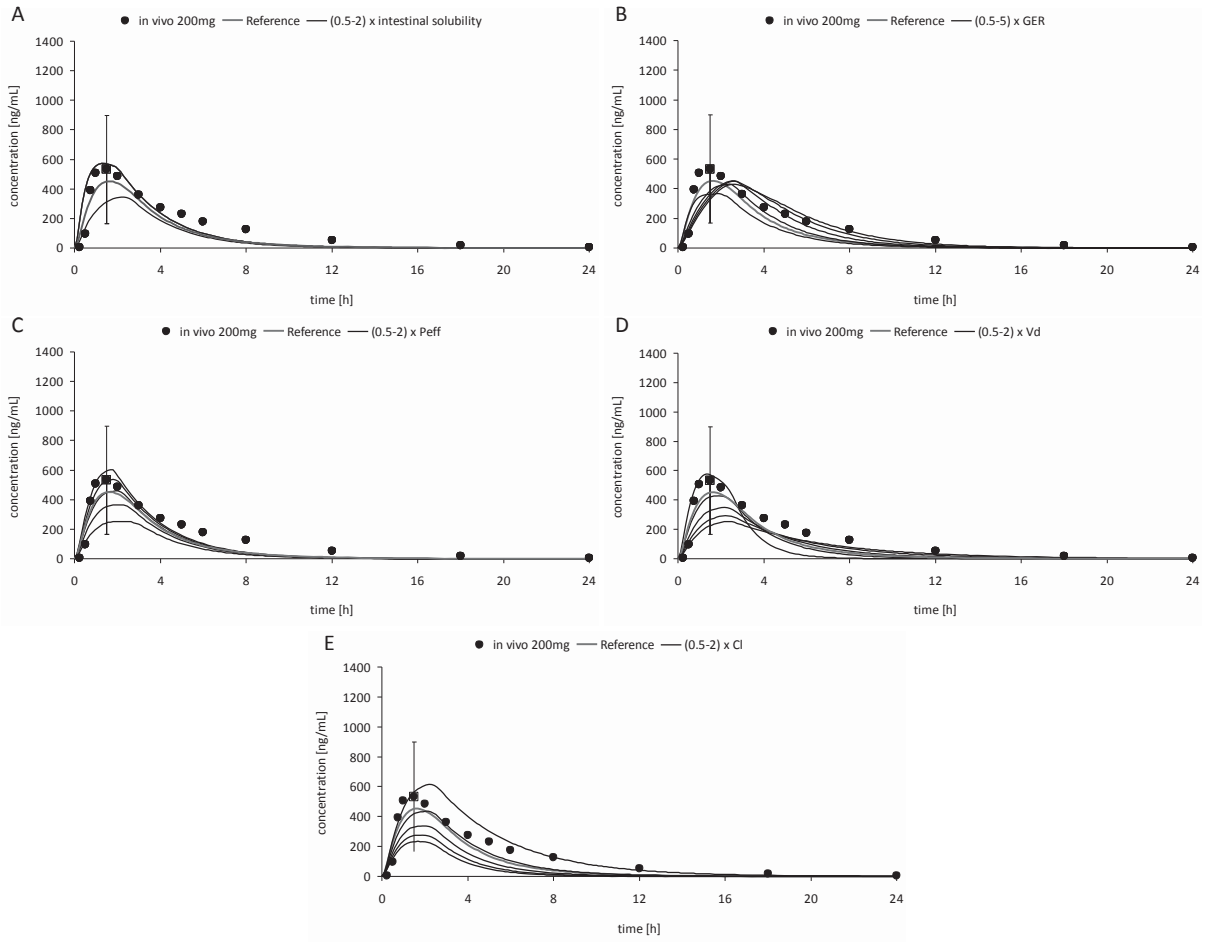 A
in vivo 200mg Reference (0.5-2) x intestinal solubility
1400
1200
1000
800
600
400
200
0
concentration [ng/mL]
0 4 8 12 16 20 24
time [h]
B
in vivo 200mg Reference (0.5-5) x GER
1400
1200
1000
800
600
400
200
0
concentration [ng/mL]
0 4 8 12 16 20 24
time [h]
C
in vivo 200mg Reference (0.5-2) x Peff
1400
1200
1000
800
600
400
200
0
concentration [ng/mL]
0 4 8 12 16 20 24
time [h]
D
in vivo 200mg Reference (0.5-2) x Vd
1400
1200
1000
800
600
400
200
0
concentration [ng/mL]
0 4 8 12 16 20 24
time [h]
E
in vivo 200mg Reference (0.5-2) x Cl
1400
1200
1000
800
600
400
200
0
concentration [ng/mL]
0 4 8 12 16 20 24
time [h]